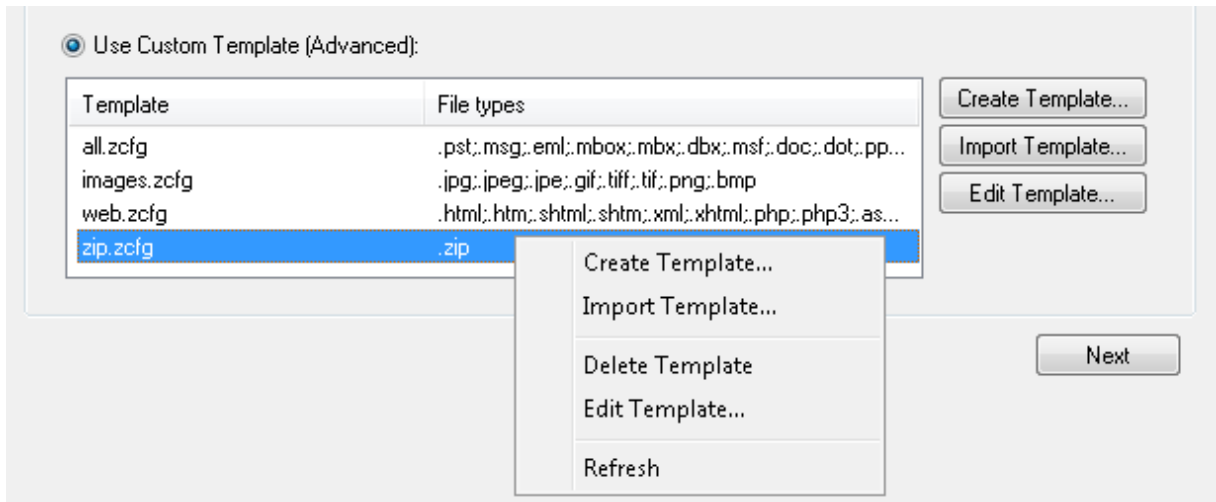 Use Custom Template (Advanced):
Template File types
all.zcfg .pst;.msg;.eml;.mbox;.mbx;.dbx;.msf;.doc;.dot;.pp...
images.zcfg .jpg;.jpeg;.jpe;.gif;.tiff;.tif;.png;.bmp
web.zcfg .html;.htm;.shtml;.shtm;.xml;.xhtml;.php;.php3;.as...
zip.zcfg .zip
Create Template...
Import Template...
Edit Template...
Create Template...
Import Template...
Delete Template
Edit Template...
Refresh
Next